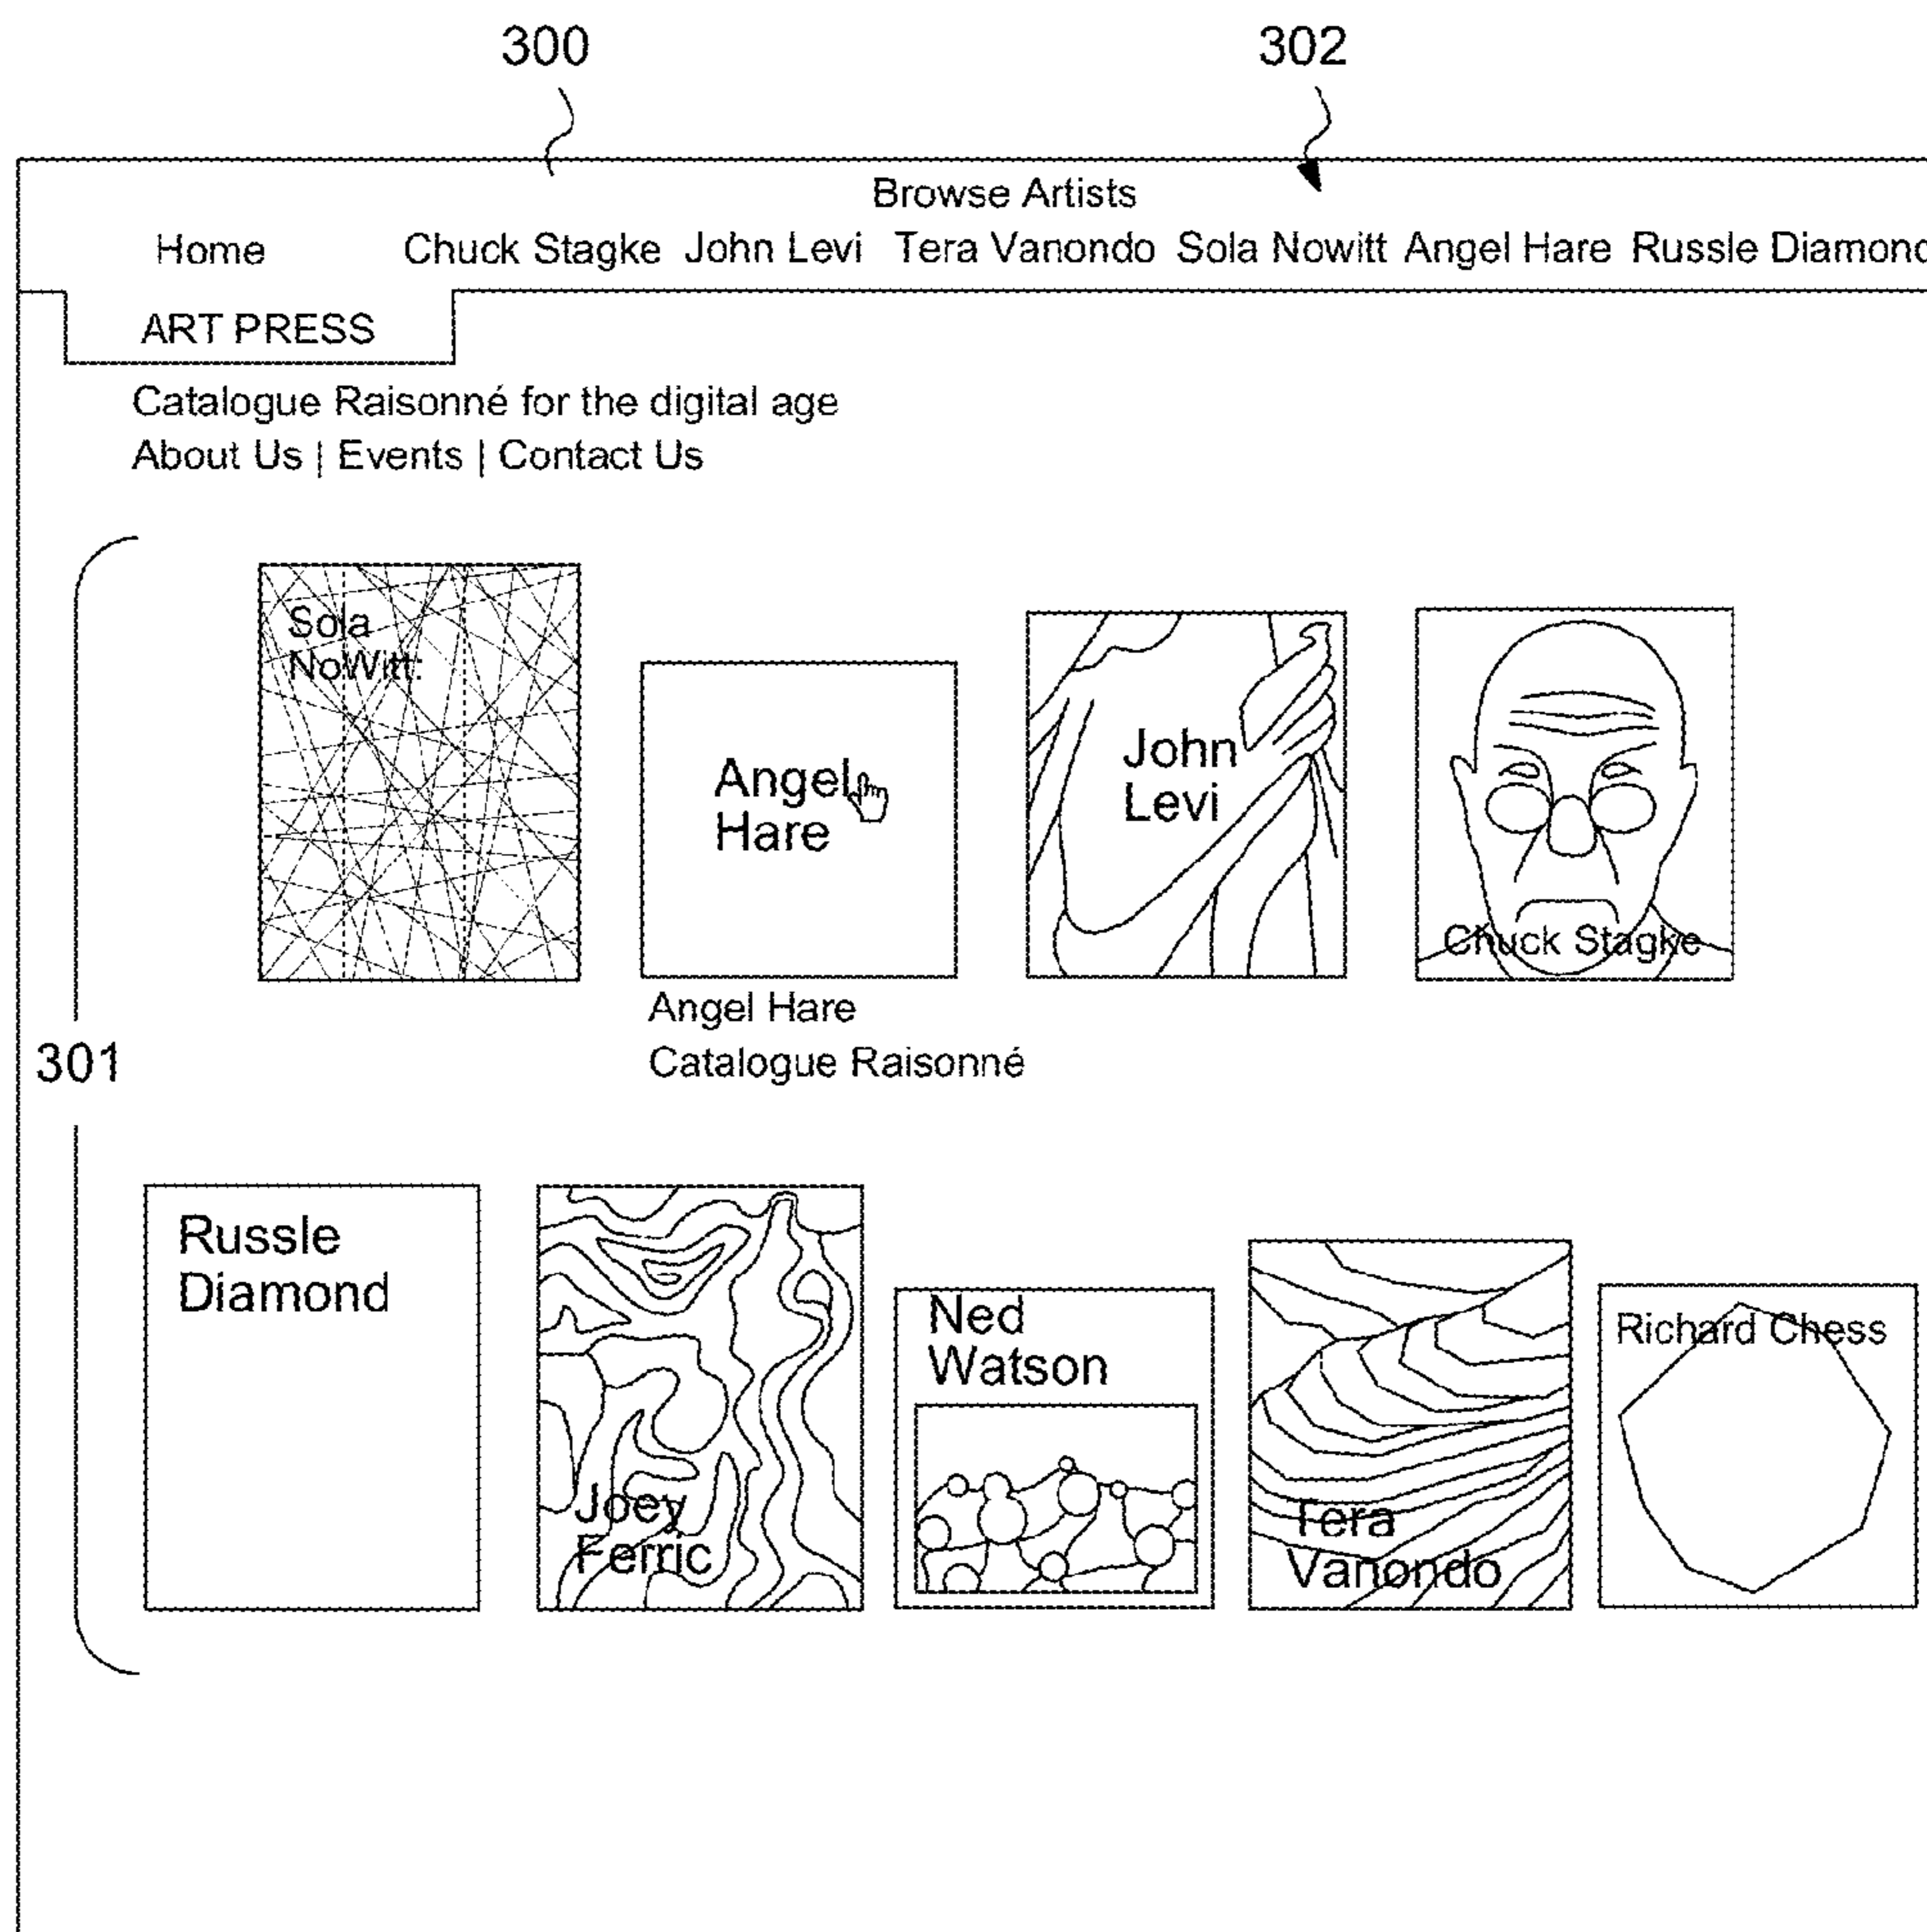 300 302
Browse Artists
Home Chuck Stagke John Levi Tera Vanondo Sola Nowitt Angel Hare Russle Diamond
ART PRESS
Catalogue Raisonné for the digital age
About Us | Events | Contact Us
Sola
NoWitt:
Angel
Hare
John
Levi
Chuck Stagke
Angel Hare
Catalogue Raisonné
301
Russle
Diamond
Joey
Ferric
Ned
Watson
Tera
Vanondo
Richard Chess